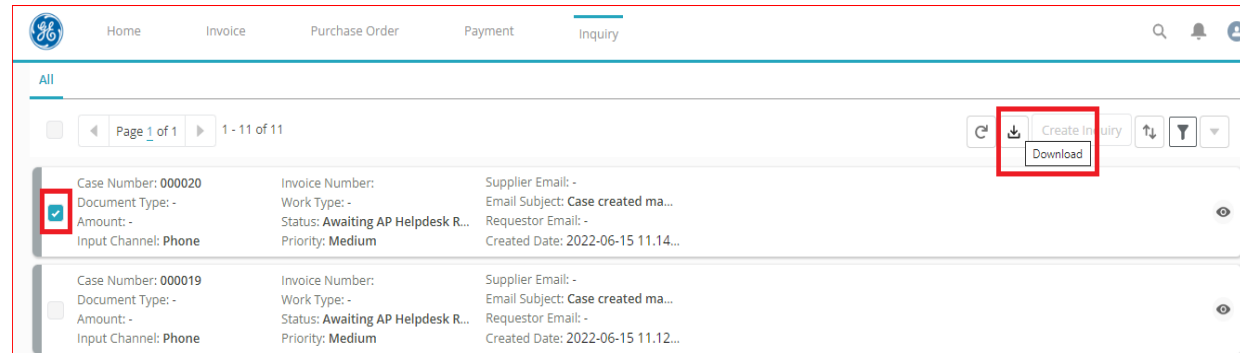 GE
Home Invoice Purchase Order Payment Inquiry
All
Page 1 of 1 1 - 11 of 11 Create Inquiry
Download
Case Number: 000020 Invoice Number: Supplier Email: -
Document Type: - Work Type: - Email Subject: Case created ma...
Amount: - Status: Awaiting AP Helpdesk R... Requestor Email: -
Input Channel: Phone Priority: Medium Created Date: 2022-06-15 11.14...
Case Number: 000019 Invoice Number: Supplier Email: -
Document Type: - Work Type: - Email Subject: Case created ma...
Amount: - Status: Awaiting AP Helpdesk R... Requestor Email: -
Input Channel: Phone Priority: Medium Created Date: 2022-06-15 11.12...